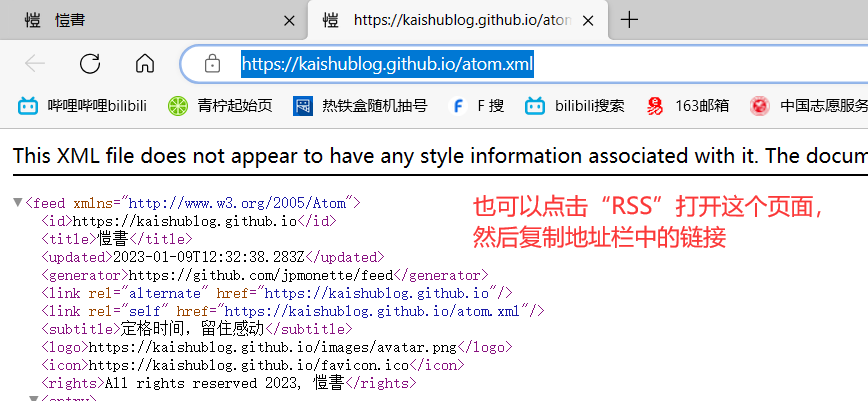 愷 愷書
愷 https://kaishublog.github.io/aton
https://kaishublog.github.io/atom.xml
哔哩哔哩bilibili 青柠起始页 热铁盒随机抽号 F F 搜 bilibili搜索 易 163邮箱 中国志愿服务
This XML file does not appear to have any style information associated with it. The docum
▼<feed xmlns="http://www.w3.org/2005/Atom">
<id>https://kaishublog.github.io</id>
<title>愷書</title>
<updated>2023-01-09T12:32:38.283Z</updated>
<generator>https://github.com/jpmonette/feed</generator>
<link rel="alternate" href="https://kaishublog.github.io"/>
<link rel="self" href="https://kaishublog.github.io/atom.xml"/>
<subtitle>定格时间，留住感动</subtitle>
<logo>https://kaishublog.github.io/images/avatar.png</logo>
<icon>https://kaishublog.github.io/favicon.ico</icon>
<rights>All rights reserved 2023, 愷書</rights>
▼<entry>
也可以点击“RSS”打开这个页面，
然后复制地址栏中的链接